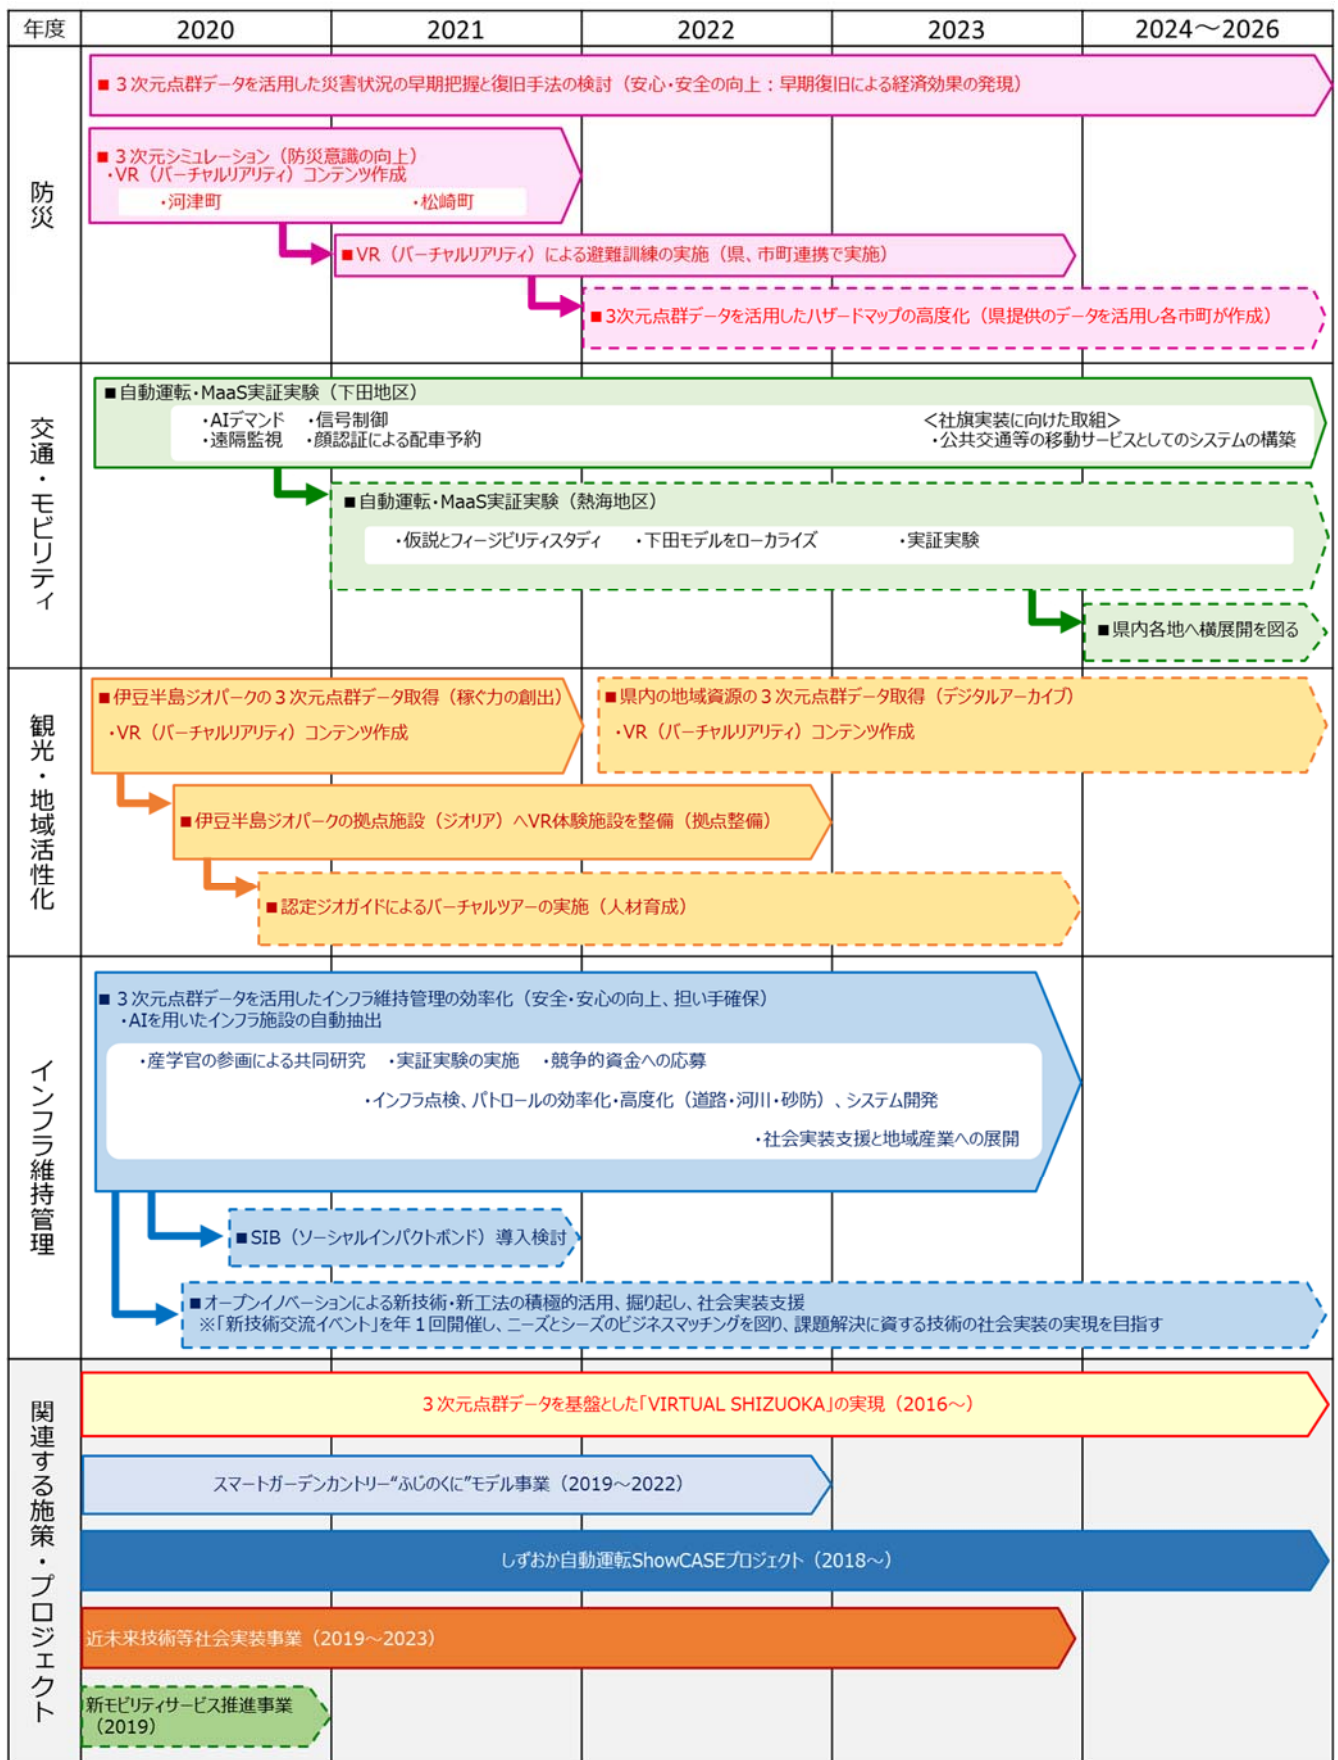 年度
2020
2021
2022
2023
2024～2026
防災
■３次元点群データを活用した災害状況の早期把握と復旧手法の検討（安心・安全の向上：早期復旧による経済効果の発現）
■３次元シミュレーション（防災意識の向上）
・VR（バーチャルリアリティ）コンテンツ作成
・河津町
・松崎町
■VR（バーチャルリアリティ）による避難訓練の実施（県、市町連携で実施）
■3次元点群データを活用したハザードマップの高度化（県提供のデータを活用し各市町が作成）
交通・モビリティ
■自動運転・MaaS実証実験（下田地区）
・AIデマンド ・信号制御
・遠隔監視 ・顔認証による配車予約
＜社旗実装に向けた取組＞
・公共交通等の移動サービスとしてのシステムの構築
■自動運転・MaaS実証実験（熱海地区）
・仮説とフィージビリティスタディ ・下田モデルをローカライズ ・実証実験
■県内各地へ横展開を図る
観光・地域活性化
■伊豆半島ジオパークの３次元点群データ取得（稼ぐ力の創出）
・VR（バーチャルリアリティ）コンテンツ作成
■県内の地域資源の３次元点群データ取得（デジタルアーカイブ）
・VR（バーチャルリアリティ）コンテンツ作成
■伊豆半島ジオパークの拠点施設（ジオリア）へVR体験施設を整備（拠点整備）
■認定ジオガイドによるバーチャルツアーの実施（人材育成）
インフラ維持管理
■３次元点群データを活用したインフラ維持管理の効率化（安全・安心の向上、担い手確保）
・AIを用いたインフラ施設の自動抽出
・産学官の参画による共同研究 ・実証実験の実施 ・競争的資金への応募
・インフラ点検、パトロールの効率化・高度化（道路・河川・砂防）、システム開発
・社会実装支援と地域産業への展開
■SIB（ソーシャルインパクトボンド）導入検討
■オープンイノベーションによる新技術・新工法の積極的活用、掘り起し、社会実装支援
※「新技術交流イベント」を年１回開催し、ニーズとシーズのビジネスマッチングを図り、課題解決に資する技術の社会実装の実現を目指す
関連する施策・プロジェクト
３次元点群データを基盤とした「VIRTUAL SHIZUOKA」の実現（2016～）
スマートガーデンカントリー“ふじのくに”モデル事業（2019～2022）
しずおか自動運転ShowCASEプロジェクト（2018～）
近未来技術等社会実装事業（2019～2023）
新モビリティサービス推進事業
（2019）